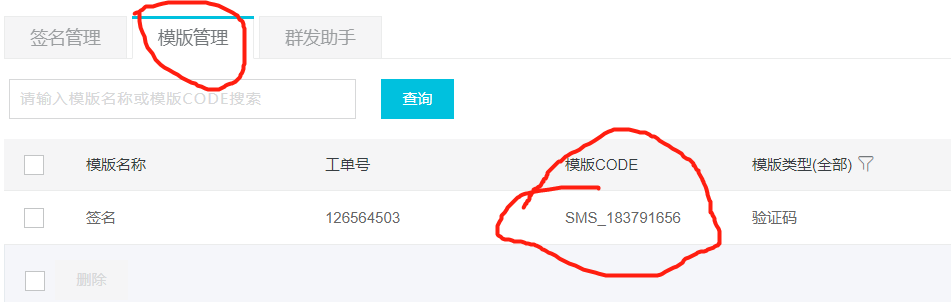 签名管理 模版管理 群发助手
请输入模版名称或模版CODE搜索 查询
模版名称 工单号 模版CODE 模版类型(全部)
签名 126564503 SMS_183791656 验证码
删除